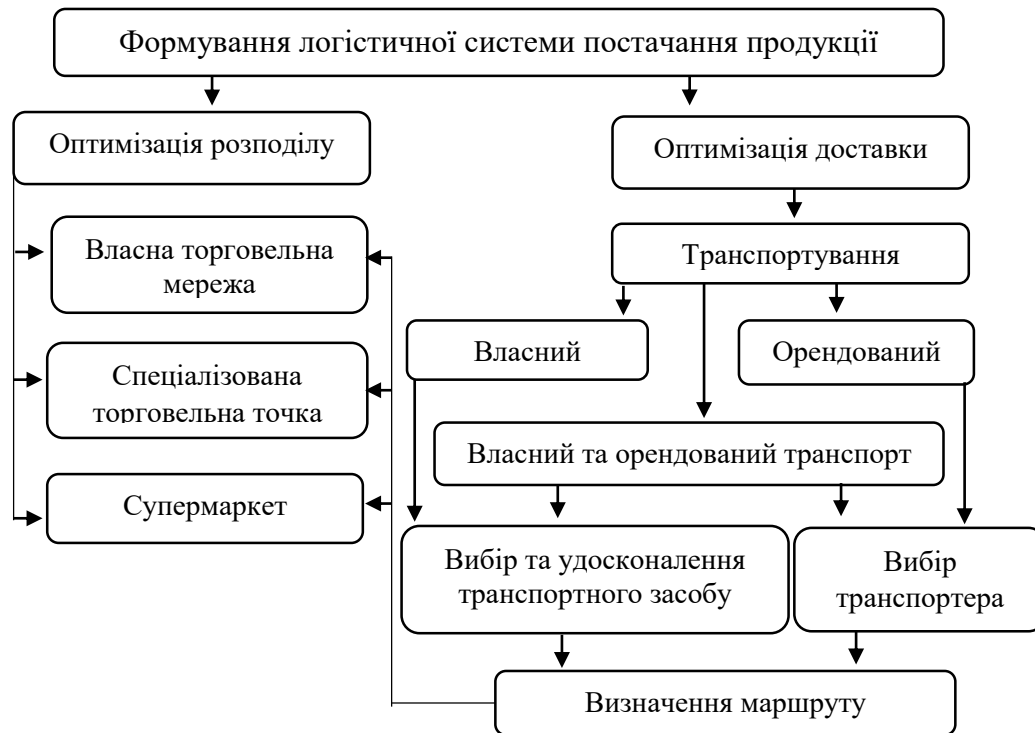 Формування логістичної системи постачання продукції
Оптимізація розподілу
Оптимізація доставки
Власна торговельна
мережа
Транспортування
Власний
Орендований
Спеціалізована
торговельна точка
Власний та орендований транспорт
Супермаркет
Вибір та удосконалення
транспортного засобу
Вибір
транспортера
Визначення маршруту